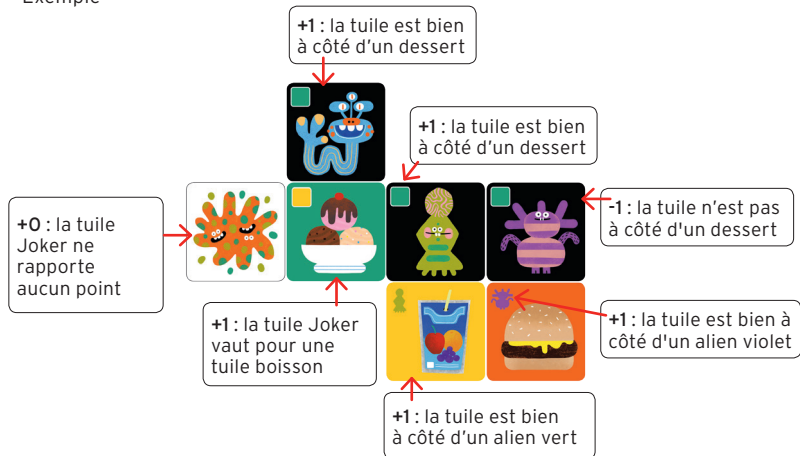 Exemple
+1 : la tuile est bien
à côté d'un dessert
+1 : la tuile est bien
à côté d'un dessert
+0 : la tuile
Joker ne
rapporte
aucun point
-1 : la tuile n'est pas
à côté d'un dessert
+1 : la tuile Joker
vaut pour une
tuile boisson
+1 : la tuile est bien à
côté d'un alien violet
+1 : la tuile est bien
à côté d'un alien vert